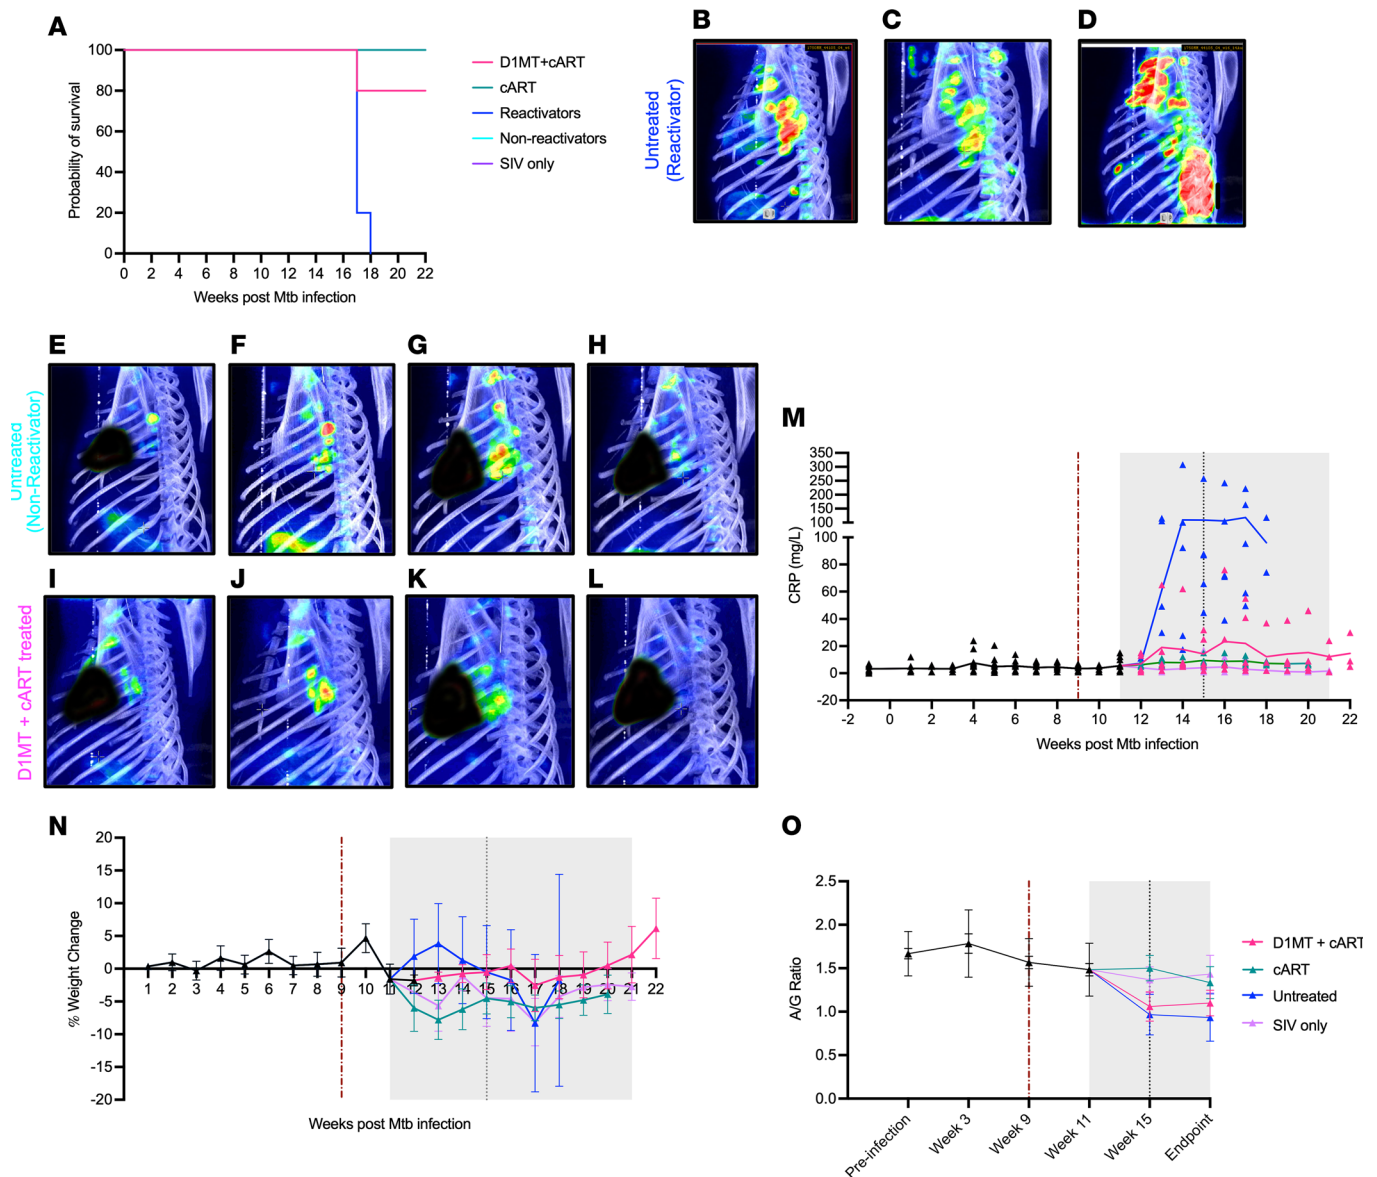 A
100
80
60
40
20
0
Probability of survival
0 2 4 6 8 10 12 14 16 18 20 22
Weeks post Mtb infection
D1MT+cART
cART
Reactivators
Non-reactivators
SIV only
B
C
D
Untreated
(Reactivator)
E
F
G
H
Untreated
(Non-Reactivator)
I
J
K
L
D1MT + cART treated
M
350
300
250
200
150
100
100
80
60
40
20
0
-20
CRP (mg/L)
-2 0 2 4 6 8 10 12 14 16 18 20 22
Weeks post Mtb infection
N
20
15
10
5
0
-5
-10
-15
-20
% Weight Change
1 2 3 4 5 6 7 8 9 10 11 12 13 14 15 16 17 18 19 20 21 22
Weeks post Mtb infection
O
2.5
2.0
1.5
1.0
0.5
0.0
A/G Ratio
Pre-infection
Week 3
Week 9
Week 11
Week 15
Endpoint
D1MT + cART
cART
Untreated
SIV only